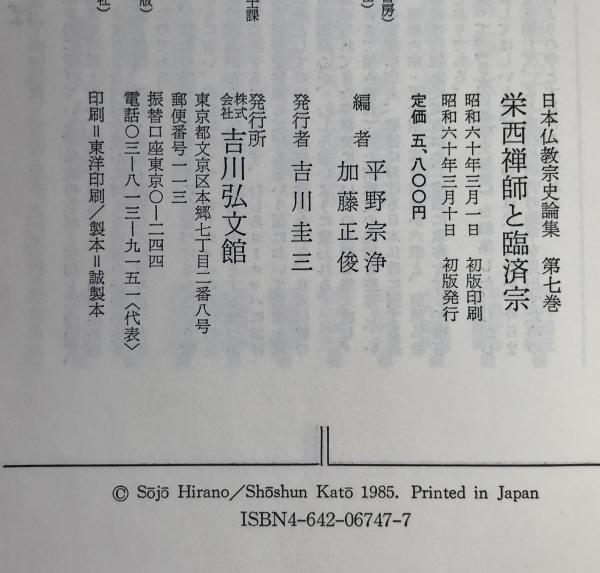 日本仏教宗史論集　第七巻
栄西禅師と臨済宗
昭和六十年三月一日　初版印刷
昭和六十年三月十日　初版発行
定価 五、八〇〇円
編者　平野宗浄
加藤正俊
発行者　吉川圭三
発行所
株式会社 吉川弘文館
東京都文京区本郷七丁目二番八号
郵便番号一一三
振替口座東京〇―二四四
電話〇三―八一三―九一五一〈代表〉
印刷＝東洋印刷/製本＝誠製本
© Sōjō Hirano/Shōshun Katō 1985. Printed in Japan
ISBN4-642-06747-7